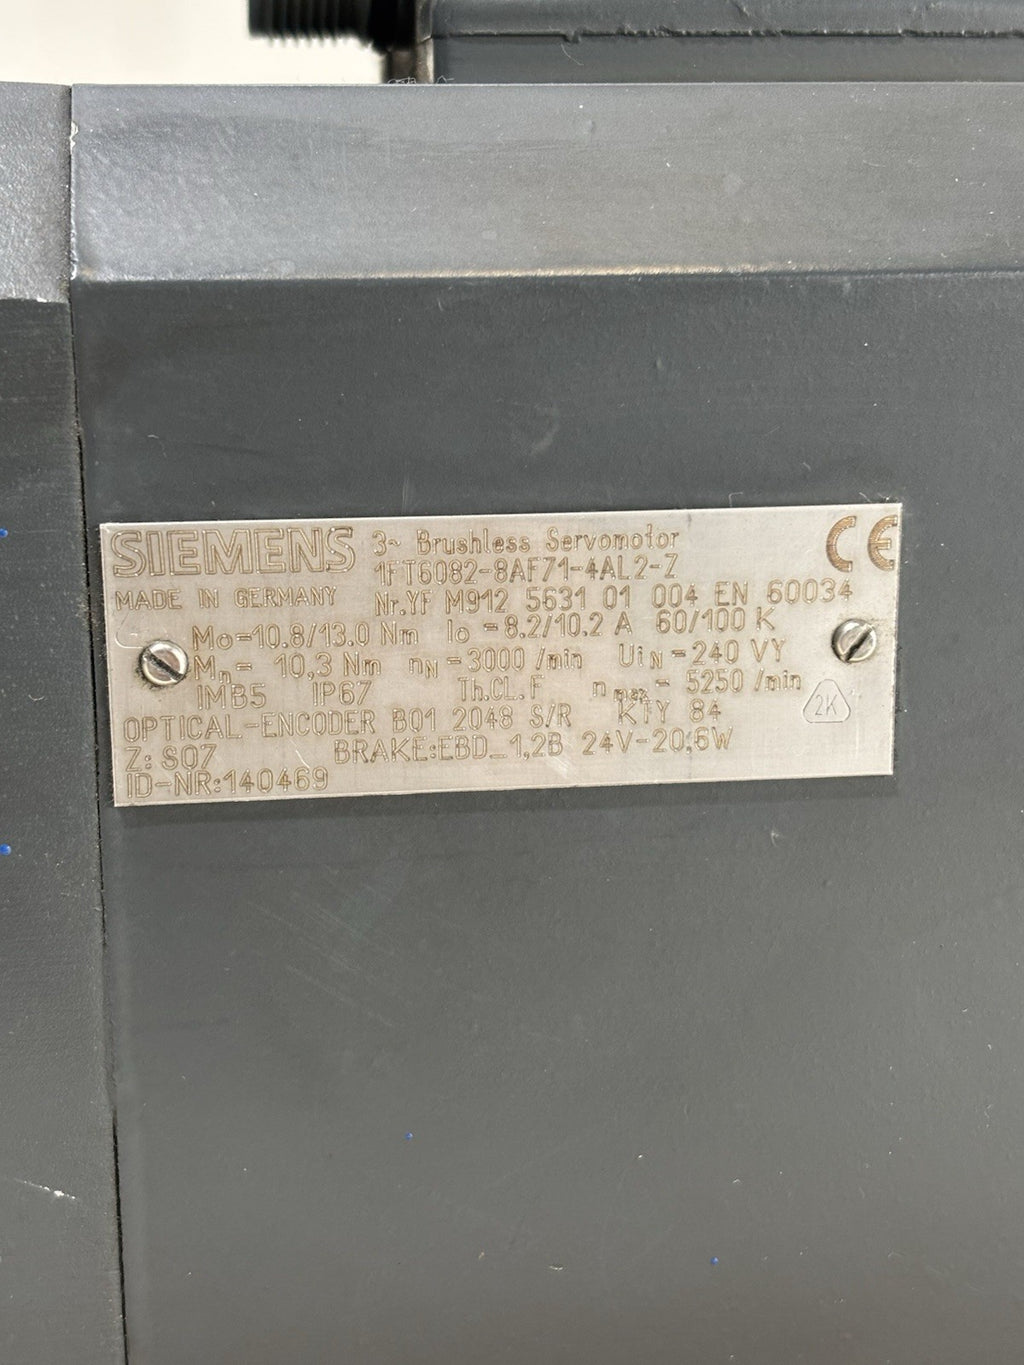 SIEMENS 3~ Brushless Servomotor CE
1FT6082-8AF71-4AL2-Z
MADE IN GERMANY Nr.YF M912 5631 01 004 EN 60034
Mo=10.8/13.0 Nm Io =8.2/10.2 A 60/100 K
Mn= 10,3 Nm nN =3000 /min UiN =240 VY
IMB5 IP67 Th.CL.F nmax= 5250 /min
OPTICAL-ENCODER BQ1 2048 S/R KTY 84 2K
Z: S07 BRAKE:EBD_1,2B 24V-20,6W
ID-NR:140469